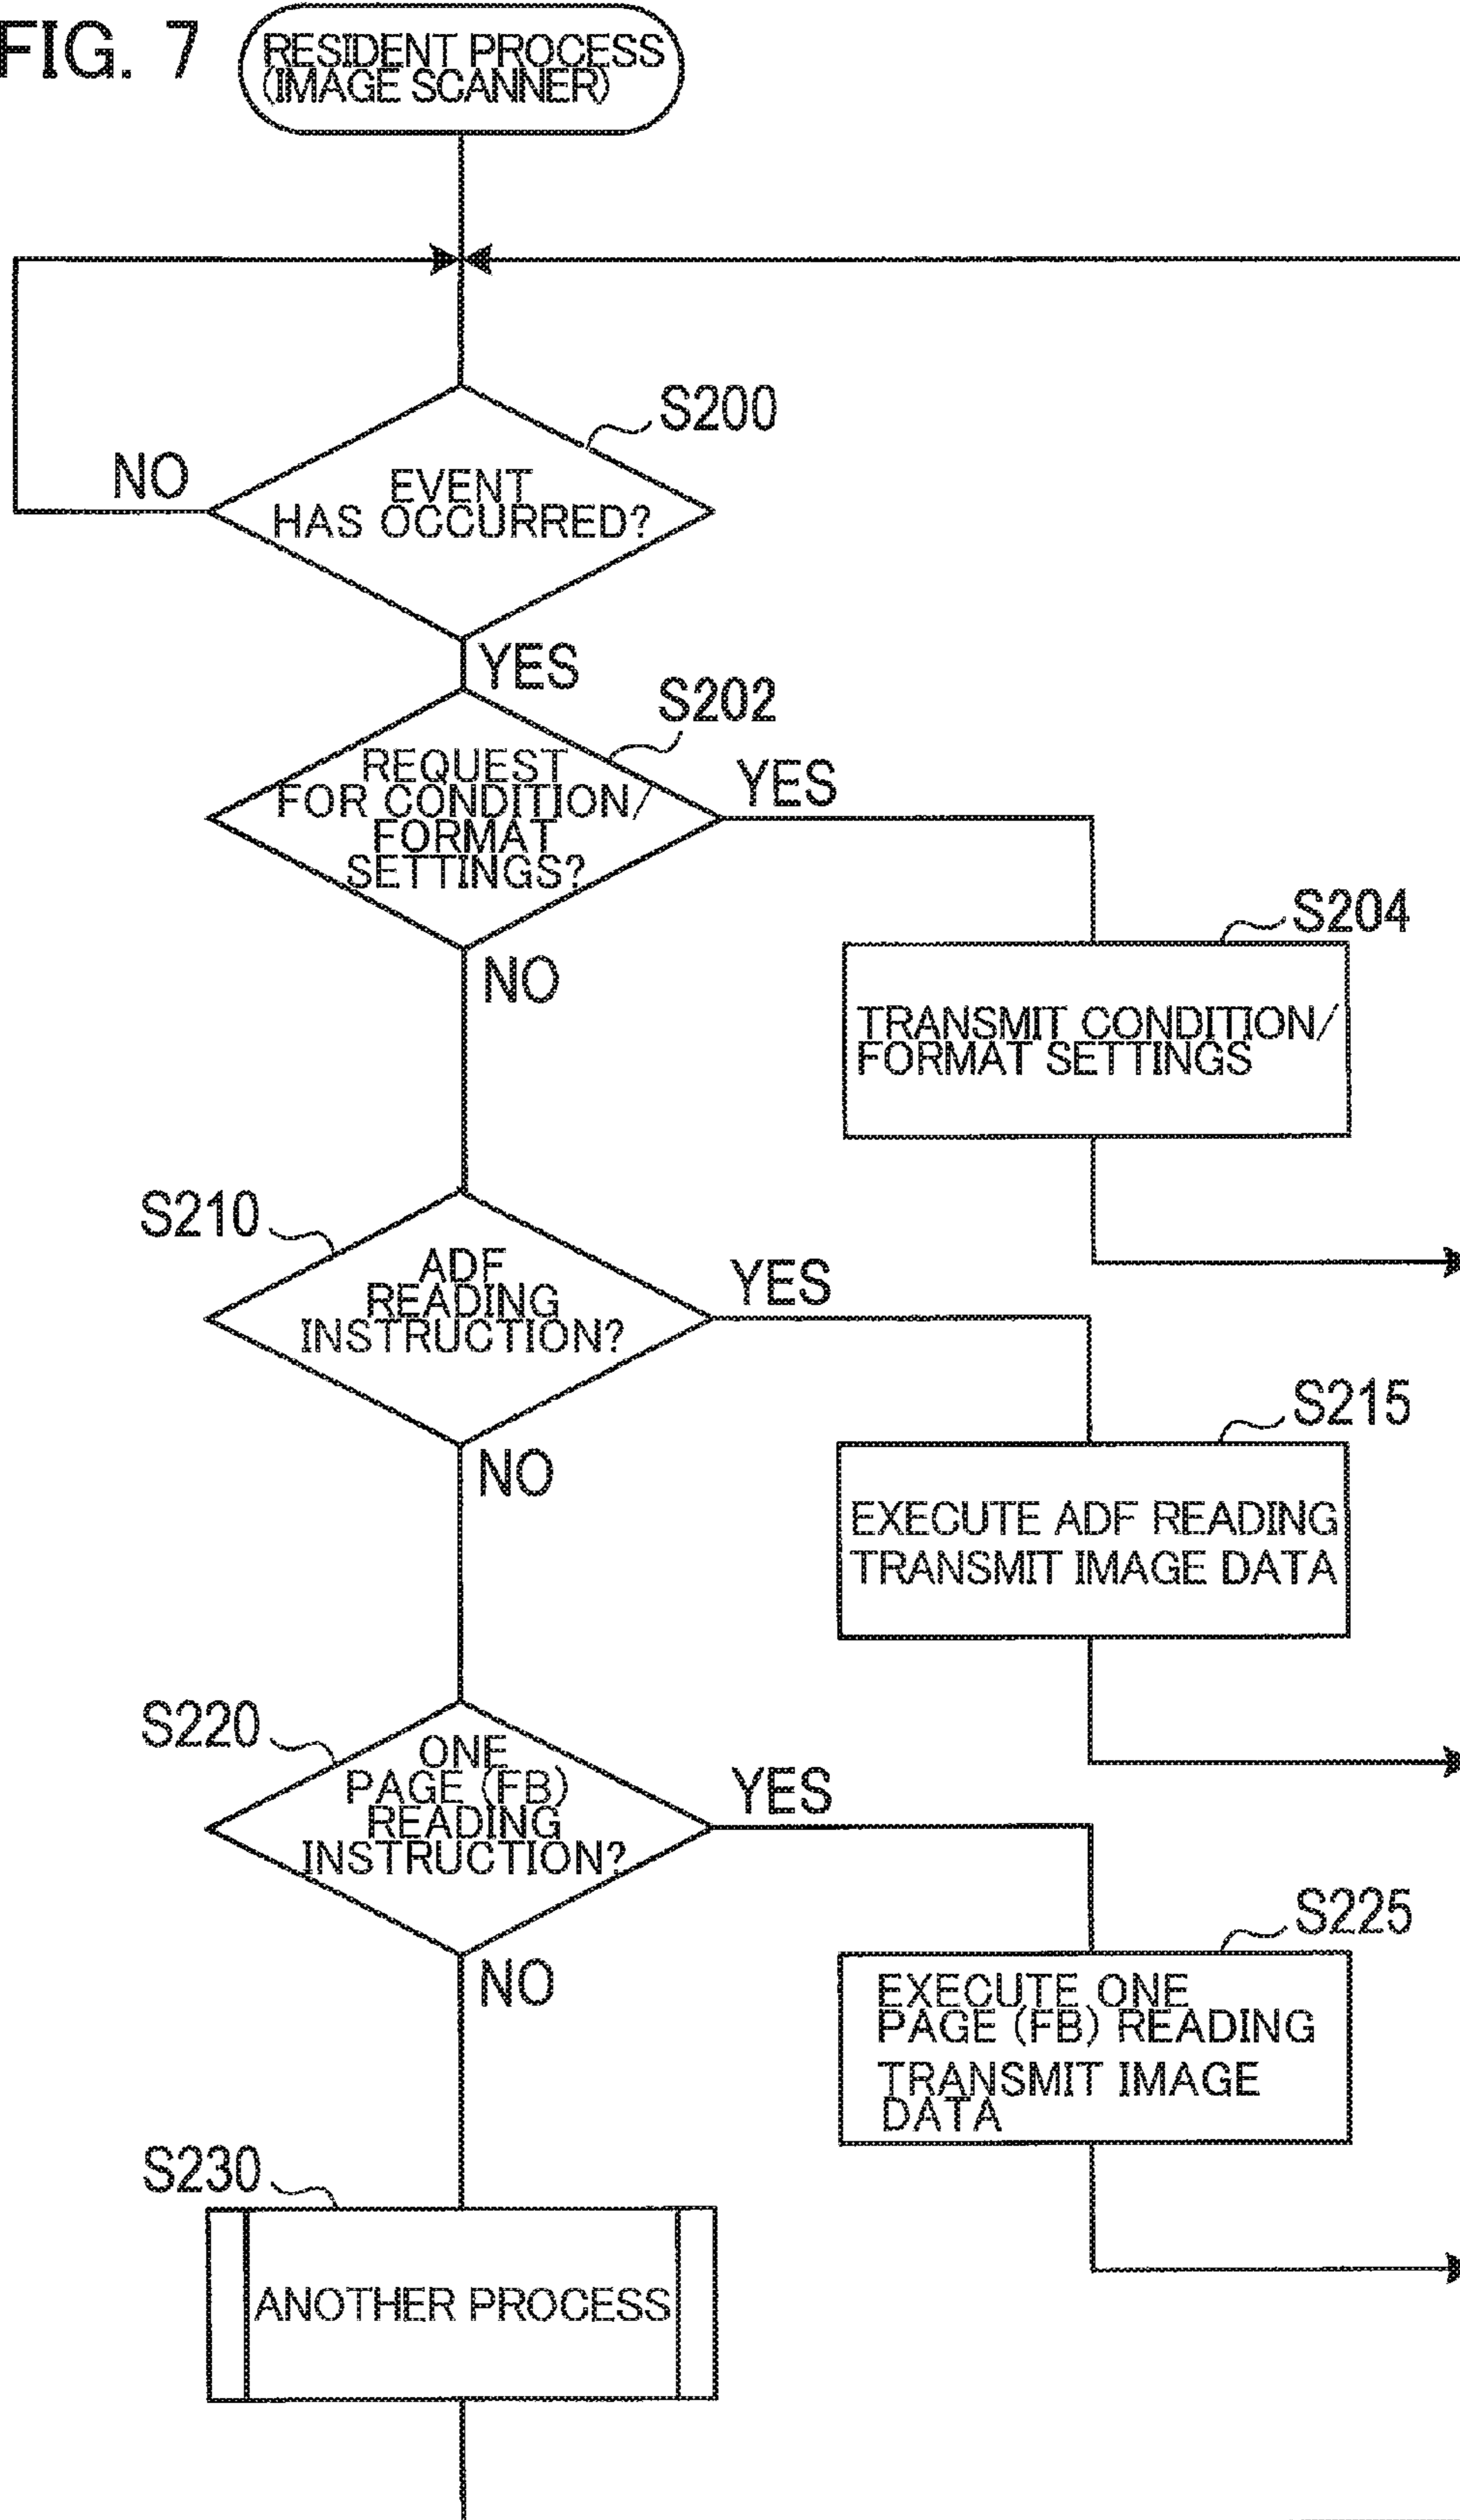 FIG. 7
RESIDENT PROCESS
(IMAGE SCANNER)
S200
NO
EVENT
HAS OCCURRED?
YES
S202
REQUEST
FOR CONDITION/
FORMAT
SETTINGS?
YES
S204
NO
TRANSMIT CONDITION/
FORMAT SETTINGS
S210
ADF
READING
INSTRUCTION?
YES
S215
NO
EXECUTE ADF READING
TRANSMIT IMAGE DATA
S220
ONE
PAGE (FB)
READING
INSTRUCTION?
YES
S225
NO
EXECUTE ONE
PAGE (FB) READING
TRANSMIT IMAGE
DATA
S230
ANOTHER PROCESS